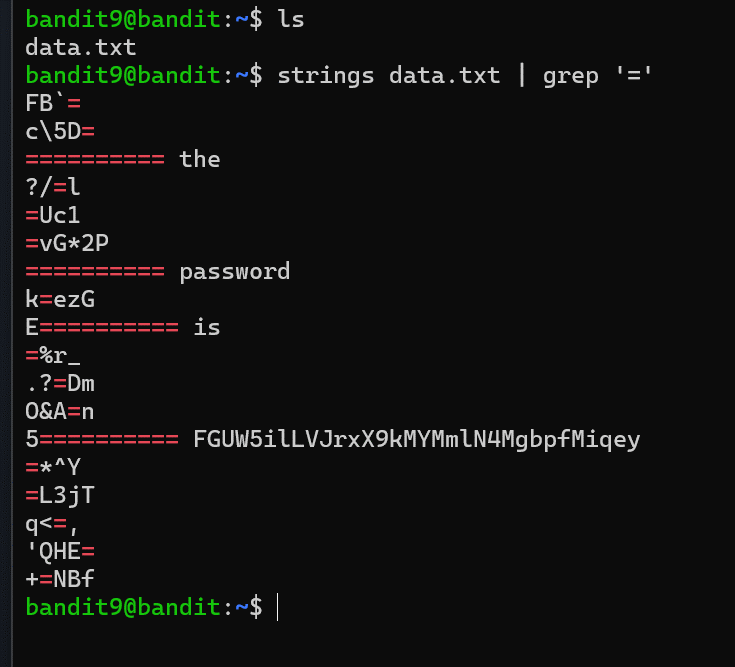 bandit9@bandit:~$ ls
data.txt
bandit9@bandit:~$ strings data.txt | grep '='
FB`=
c\5D=
========== the
?/=l
=Uc1
=vG*2P
========== password
k=ezG
E========== is
=%r_
.?=Dm
O&A=n
5========== FGUW5ilLVJrxX9kMYMmlN4MgbpfMiqey
=*^Y
=L3jT
q<=,
'QHE=
+=NBf
bandit9@bandit:~$